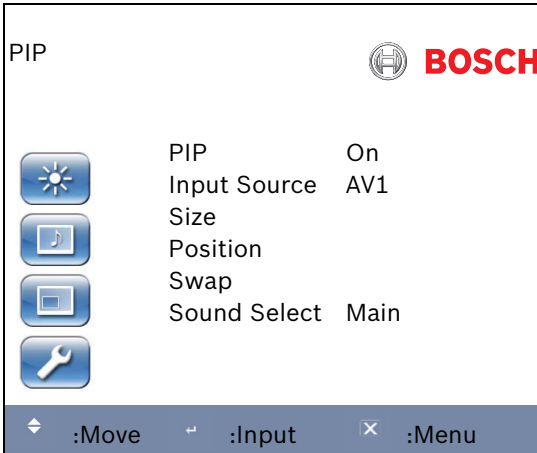 PIP
BOSCH
PIP On
Input Source AV1
Size
Position
Swap
Sound Select Main
:Move :Input :Menu